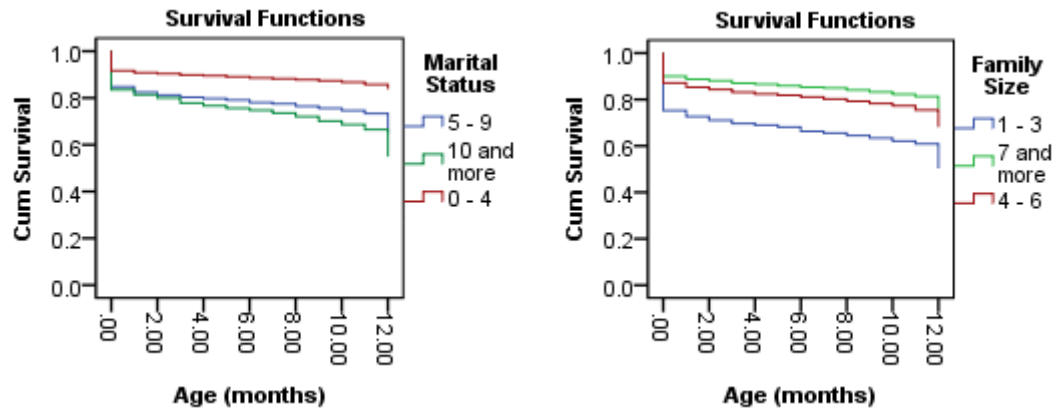 Survival Functions
Cum Survival
1.0
0.8
0.6
0.4
0.2
0.0
.00
2.00
4.00
6.00
8.00
10.00
12.00
Age (months)
Marital
Status
5 - 9
10 and
more
0 - 4
Survival Functions
Cum Survival
1.0
0.8
0.6
0.4
0.2
0.0
.00
2.00
4.00
6.00
8.00
10.00
12.00
Age (months)
Family
Size
1 - 3
7 and
more
4 - 6